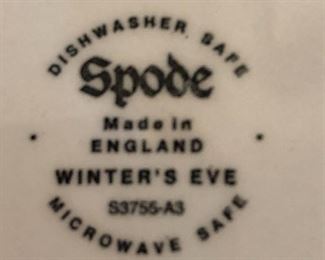 DISHWASHER SAFE
Spode
Made in
ENGLAND
WINTER'S EVE
S3755-A3
MICROWAVE SAFE